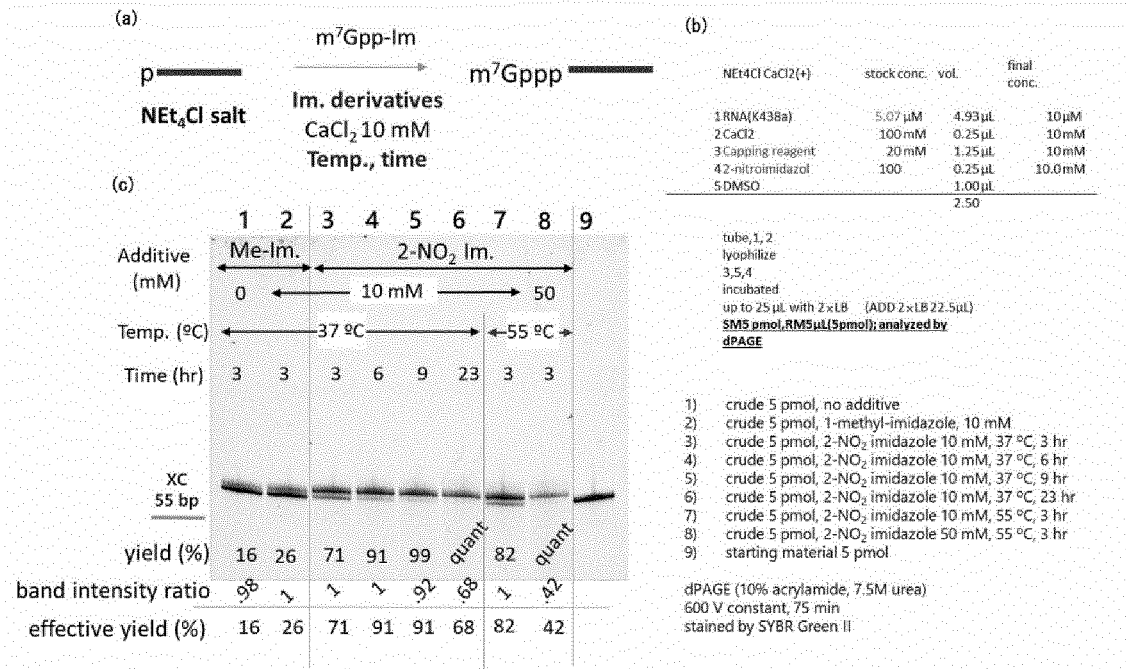 (a)
m⁷Gpp-Im
p
m⁷Gppp
NEt₄Cl salt
Im. derivatives
CaCl₂ 10 mM
Temp., time
(b)
NEt4Cl CaCl2(+) stock conc. vol. final conc.
1 RNA(K438a) 5.07 µM 4.93 µL 10 µM
2 CaCl2 100 mM 0.25 µL 10 mM
3 Capping reagent 20 mM 1.25 µL 10 mM
4 2-nitroimidazol 100 0.25 µL 10.0 mM
5 DMSO 1.00 µL
2.50
tube,1, 2
lyophilize
3,5,4
incubated
up to 25 µL with 2×LB (ADD 2×LB 22.5µL)
SM5 pmol,RM5µL(5pmol); analyzed by
dPAGE
1) crude 5 pmol, no additive
2) crude 5 pmol, 1-methyl-imidazole, 10 mM
3) crude 5 pmol, 2-NO₂ imidazole 10 mM, 37 ºC, 3 hr
4) crude 5 pmol, 2-NO₂ imidazole 10 mM, 37 ºC, 6 hr
5) crude 5 pmol, 2-NO₂ imidazole 10 mM, 37 ºC, 9 hr
6) crude 5 pmol, 2-NO₂ imidazole 10 mM, 37 ºC, 23 hr
7) crude 5 pmol, 2-NO₂ imidazole 10 mM, 55 ºC, 3 hr
8) crude 5 pmol, 2-NO₂ imidazole 50 mM, 55 ºC, 3 hr
9) starting material 5 pmol
dPAGE (10% acrylamide, 7.5M urea)
600 V constant, 75 min
stained by SYBR Green II
(c)
1 2 3 4 5 6 7 8 9
Additive Me-Im. 2-NO₂ Im.
(mM) 0 10 mM 50
Temp. (ºC) 37 ºC 55 ºC
Time (hr) 3 3 3 6 9 23 3 3
XC
55 bp
yield (%) 16 26 71 91 99 quant 82 quant
band intensity ratio .98 1 1 1 .92 .68 1 .42
effective yield (%) 16 26 71 91 91 68 82 42